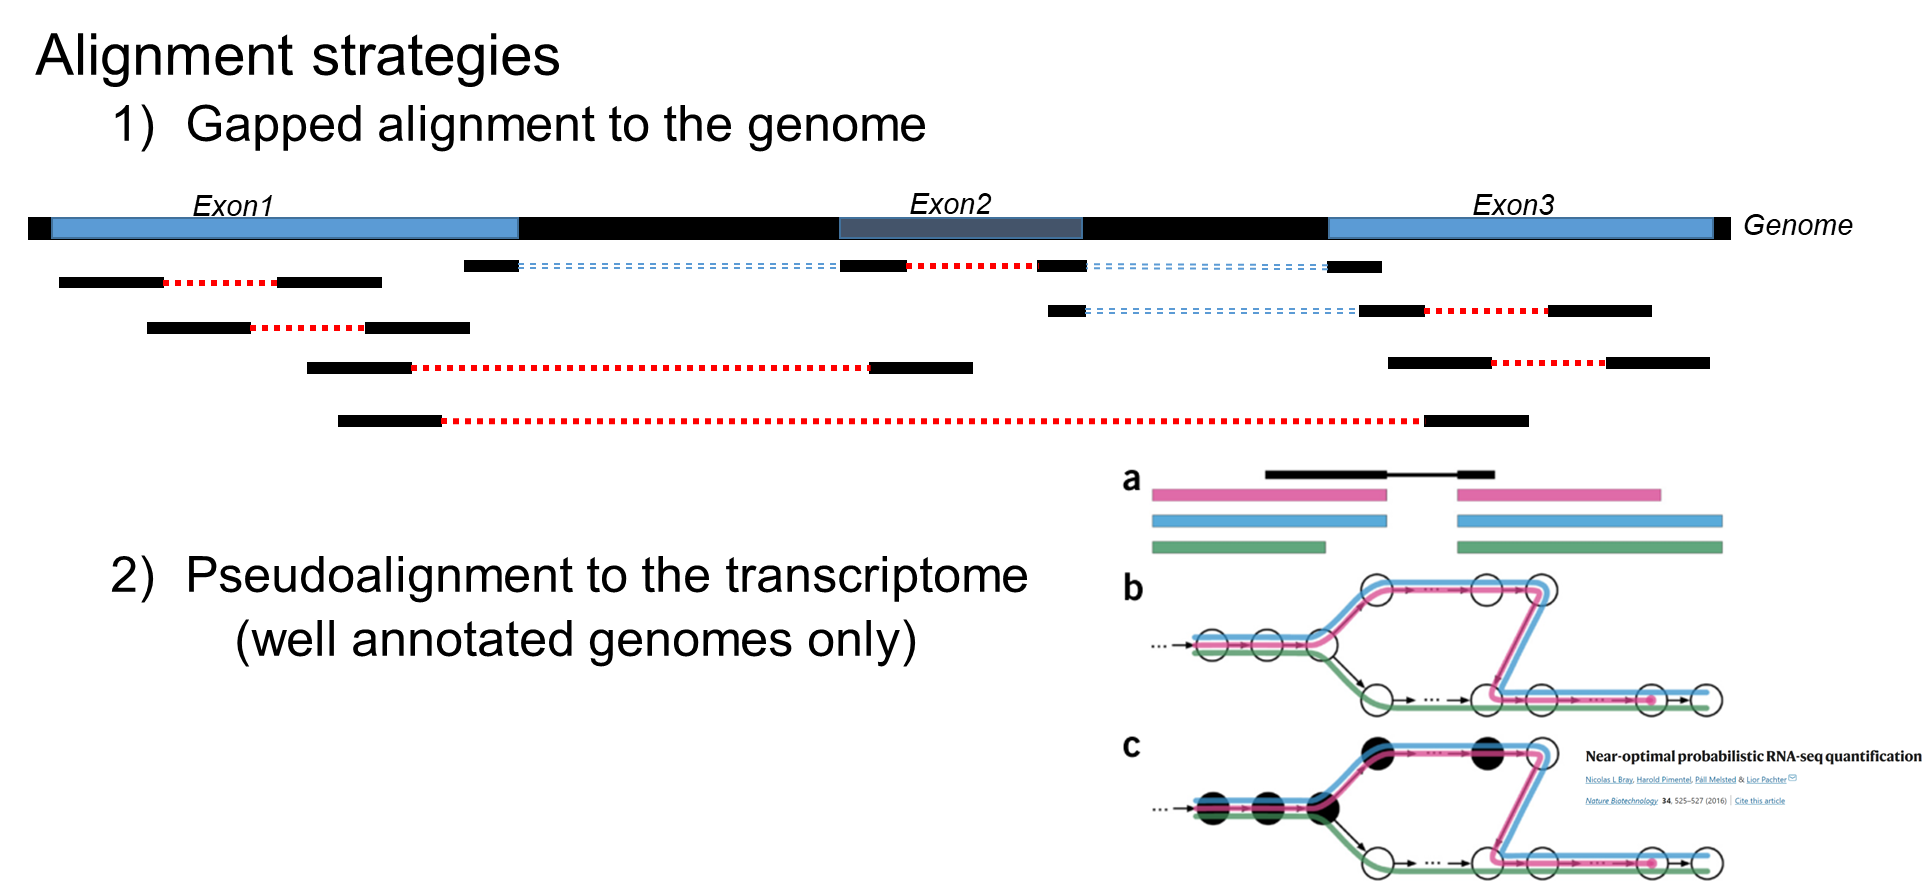 Alignment strategies
1) Gapped alignment to the genome
Exon1
Exon2
Exon3
Genome
a
2) Pseudoalignment to the transcriptome
(well annotated genomes only)
b
...
...
...
c
...
...
...
Near-optimal probabilistic RNA-seq quantification
Nicolas L Bray, Harold Pimentel, Páll Melsted & Lior Pachter
Nature Biotechnology 34, 525–527 (2016) | Cite this article